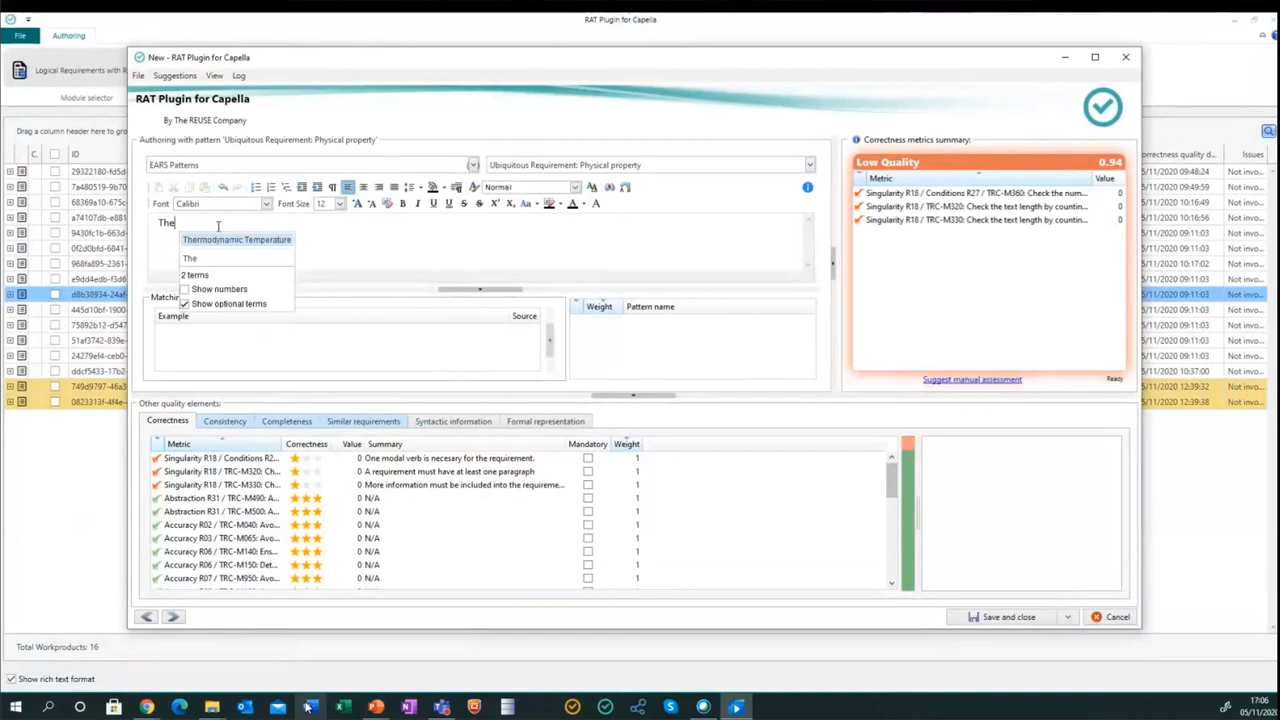 RAT Plugin for Capella
File
Authoring
Logical Requirements with R
Module selector
Drag a column header here to gro
C.
ID
29322180-fd5d
7a480519-9b
68369a10-675c
a74107db-e881
9430fc1b-963d
0f2d0bfd-6841
968fa895-2361
e9dd4edb-f3d6
d8b38934-24af-
445d10bf-1900
75892b12-54d
51af3742-839e
24279ef4-ceb0-
ddcf5433-17b6
749d9797-46a3
0823313f-4f4e-
New - RAT Plugin for Capella
File Suggestions View Log
RAT Plugin for Capella
By The REUSE Company
Authoring with pattern 'Ubiquitous Requirement: Physical property'
EARS Patterns
Ubiquitous Requirement: Physical property
Normal
Font Calibri Font Size 12
The
Thermodynamic Temperature
The
2 terms
Show numbers
Show optional terms
Matchin
Example Source
Weight Pattern name
Correctness metrics summary:
Low Quality 0.94
Metric Value
Singularity R18 / Conditions R27 / TRC-M360: Check the num... 0
Singularity R18 / TRC-M320: Check the text length by countin... 0
Singularity R18 / TRC-M330: Check the text length by countin... 0
Suggest manual assessment
Ready
Other quality elements:
Correctness Consistency Completeness Similar requirements Syntactic information Formal representation
Metric Correctness Value Summary Mandatory Weight
Singularity R18 / Conditions R2... 0 One modal verb is necesary for the requirement. 1
Singularity R18 / TRC-M320: Ch... 0 A requirement must have at least one paragraph 1
Singularity R18 / TRC-M330: Ch... 0 More information must be included into the requireme... 1
Abstraction R31 / TRC-M490: A... 0 N/A 1
Abstraction R31 / TRC-M500: A... 0 N/A 1
Accuracy R02 / TRC-M040: Avo... 0 N/A 1
Accuracy R03 / TRC-M065: Avo... 0 N/A 1
Accuracy R06 / TRC-M140: Ens... 0 N/A 1
Accuracy R06 / TRC-M150: Det... 0 N/A 1
Accuracy R07 / TRC-M950: Avo... 0 N/A 1
Save and close
Cancel
orrectness quality d... Issues
5/11/2020 09:48:24 Not invo...
5/11/2020 09:49:59 Not invo...
5/11/2020 10:16:49 Not invo...
5/11/2020 10:16:56 Not invo...
5/11/2020 09:11:03 Not invo...
5/11/2020 09:11:03 Not invo...
5/11/2020 10:17:02 Not invo...
5/11/2020 09:11:03 Not invo...
5/11/2020 09:11:03 Not invo...
5/11/2020 09:11:03 Not invo...
5/11/2020 09:11:03 Not invo...
5/11/2020 09:11:03 Not invo...
5/11/2020 09:11:03 Not invo...
5/11/2020 10:37:00 Not invo...
5/11/2020 12:39:32 Not invo...
5/11/2020 12:39:38 Not invo...
Total Workproducts: 16
Show rich text format
17:06
05/11/2020